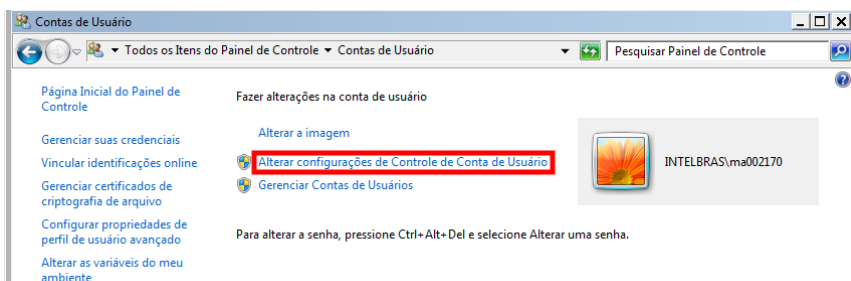 Contas de Usuário
Todos os Itens do Painel de Controle Contas de Usuário
Pesquisar Painel de Controle
Página Inicial do Painel de
Controle
Gerenciar suas credenciais
Vincular identificações online
Gerenciar certificados de
criptografia de arquivo
Configurar propriedades de
perfil de usuário avançado
Alterar as variáveis do meu
ambiente
Fazer alterações na conta de usuário
Alterar a imagem
Alterar configurações de Controle de Conta de Usuário
Gerenciar Contas de Usuários
INTELBRAS\ma002170
Para alterar a senha, pressione Ctrl+Alt+Del e selecione Alterar uma senha.